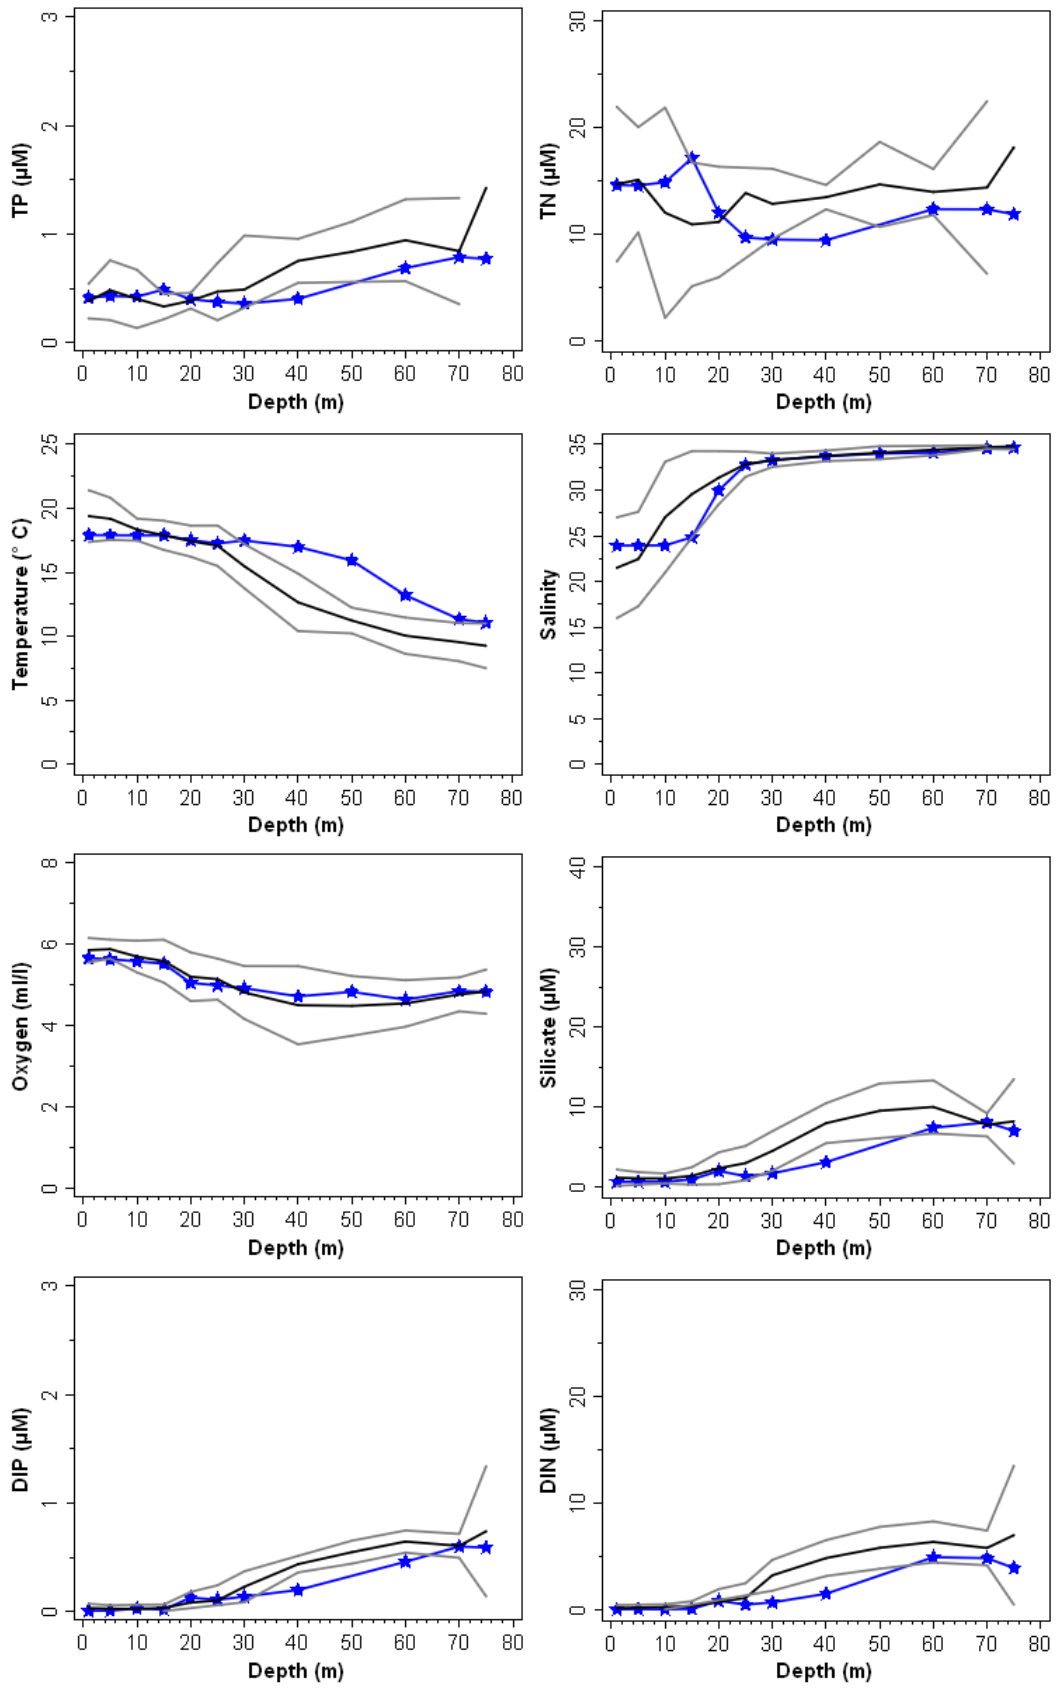 3
2
1
0
TP (µM)
0 10 20 30 40 50 60 70 80
Depth (m)
30
20
10
0
TN (µM)
0 10 20 30 40 50 60 70 80
Depth (m)
25
20
15
10
5
0
Temperature (° C)
0 10 20 30 40 50 60 70 80
Depth (m)
35
30
25
20
15
10
5
0
Salinity
0 10 20 30 40 50 60 70 80
Depth (m)
8
6
4
2
0
Oxygen (ml/l)
0 10 20 30 40 50 60 70 80
Depth (m)
40
30
20
10
0
Silicate (µM)
0 10 20 30 40 50 60 70 80
Depth (m)
3
2
1
0
DIP (µM)
0 10 20 30 40 50 60 70 80
Depth (m)
30
20
10
0
DIN (µM)
0 10 20 30 40 50 60 70 80
Depth (m)